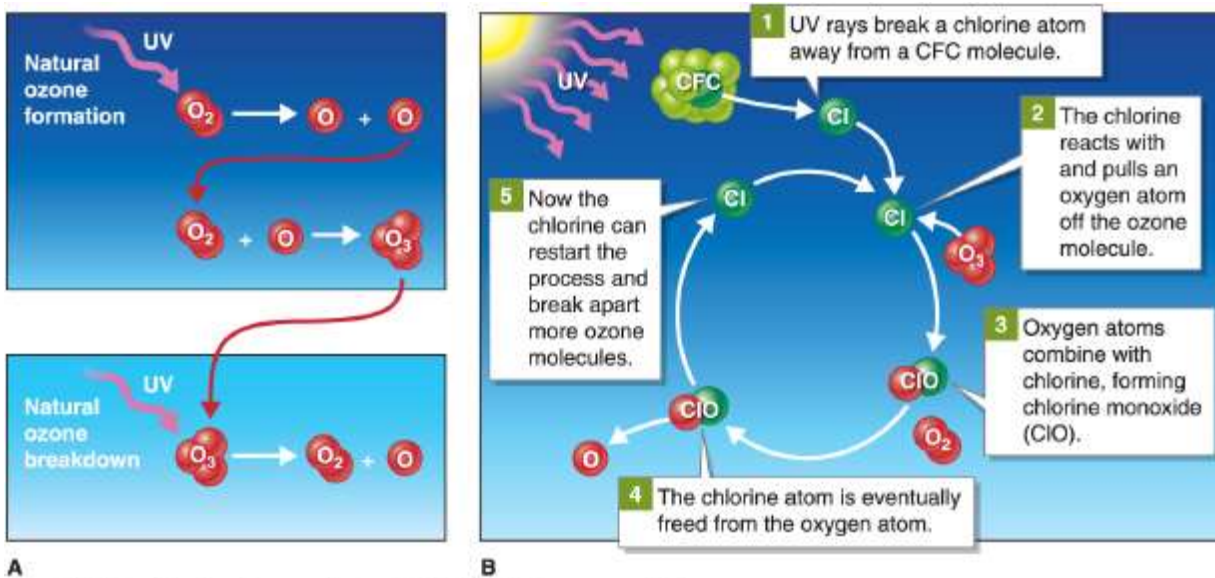 Natural
ozone
formation
UV
O2
O + O
O2 + O
O3
Natural
ozone
breakdown
UV
O3
O2 + O
A
UV
CFC
1 UV rays break a chlorine atom
away from a CFC molecule.
Cl
2 The chlorine
reacts with
and pulls an
oxygen atom
off the ozone
molecule.
Cl
O3
3 Oxygen atoms
combine with
chlorine, forming
chlorine monoxide
(ClO).
ClO
O2
4 The chlorine atom is eventually
freed from the oxygen atom.
ClO
O
5 Now the
chlorine can
restart the
process and
break apart
more ozone
molecules.
Cl
B